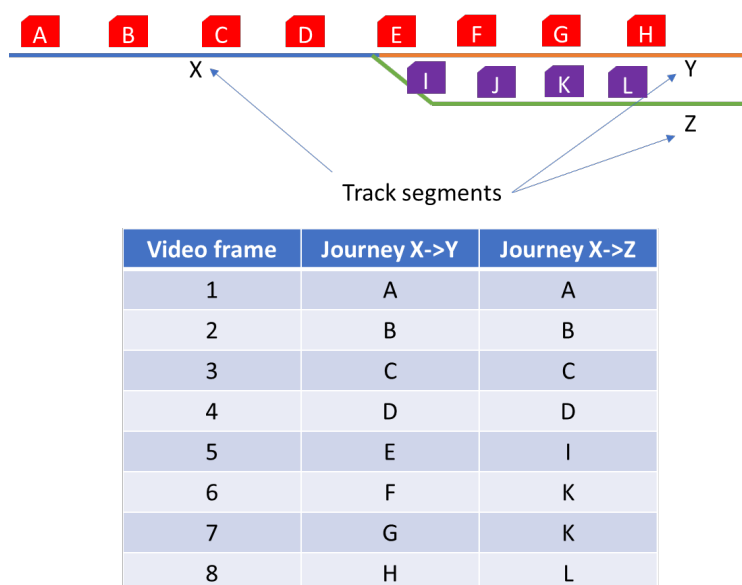 A B C D E F G H
I J K L
X Y
Z
Track segments
Video frame Journey X->Y Journey X->Z
1 A A
2 B B
3 C C
4 D D
5 E I
6 F K
7 G K
8 H L